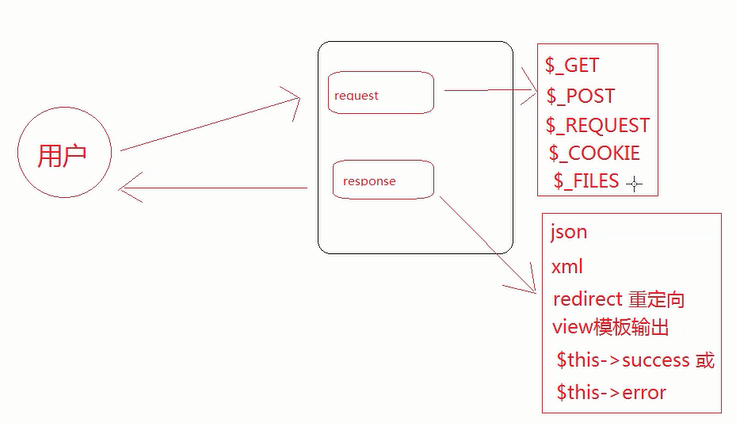 用户
request
response
$_GET
$_POST
$_REQUEST
$_COOKIE
$_FILES
json
xml
redirect 重定向
view模板输出
$this->success 或
$this->error